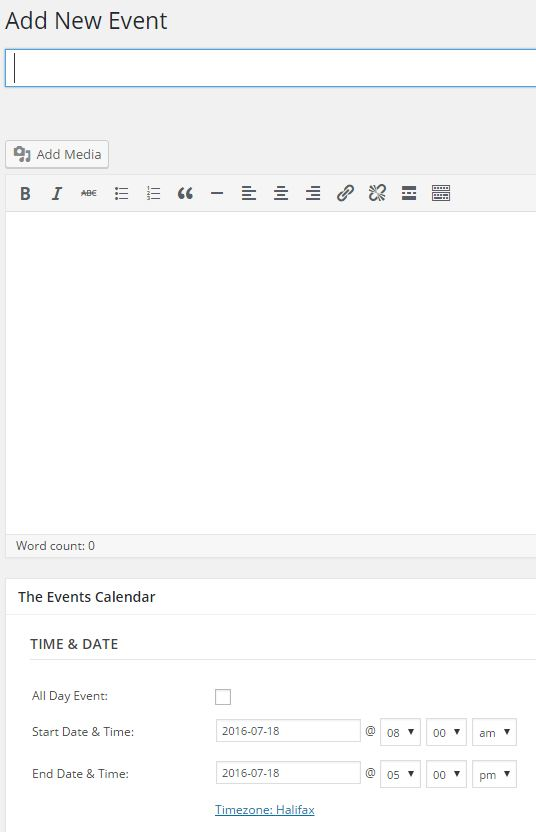 Add New Event
Add Media
B I ABC
Word count: 0
The Events Calendar
TIME & DATE
All Day Event:
Start Date & Time: 2016-07-18 @ 08 00 am
End Date & Time: 2016-07-18 @ 05 00 pm
Timezone: Halifax